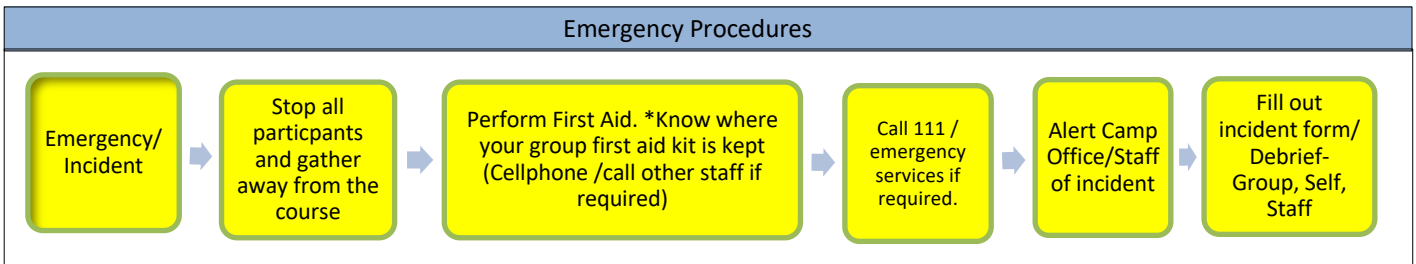 Emergency Procedures
Emergency/
Incident
Stop all
particpants
and gather
away from the
course
Perform First Aid. *Know where
your group first aid kit is kept
(Cellphone /call other staff if
required)
Call 111 /
emergency
services if
required.
Alert Camp
Office/Staff
of incident
Fill out
incident form/
Debrief-
Group, Self,
Staff